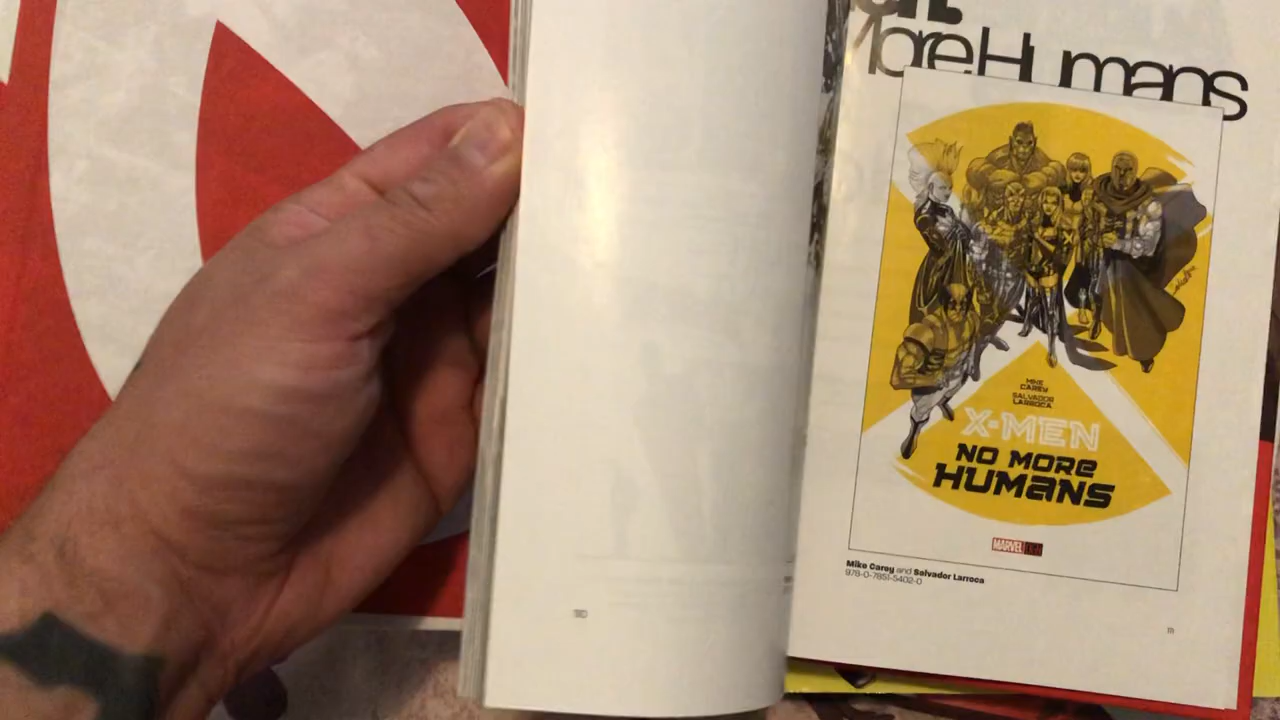 More Humans
MIKE
CAREY
SALVADOR
LARROCA
X-MEN
NO MORE
HUMANS
MARVEL
Mike Carey and Salvador Larroca
978-0-7851-5402-0